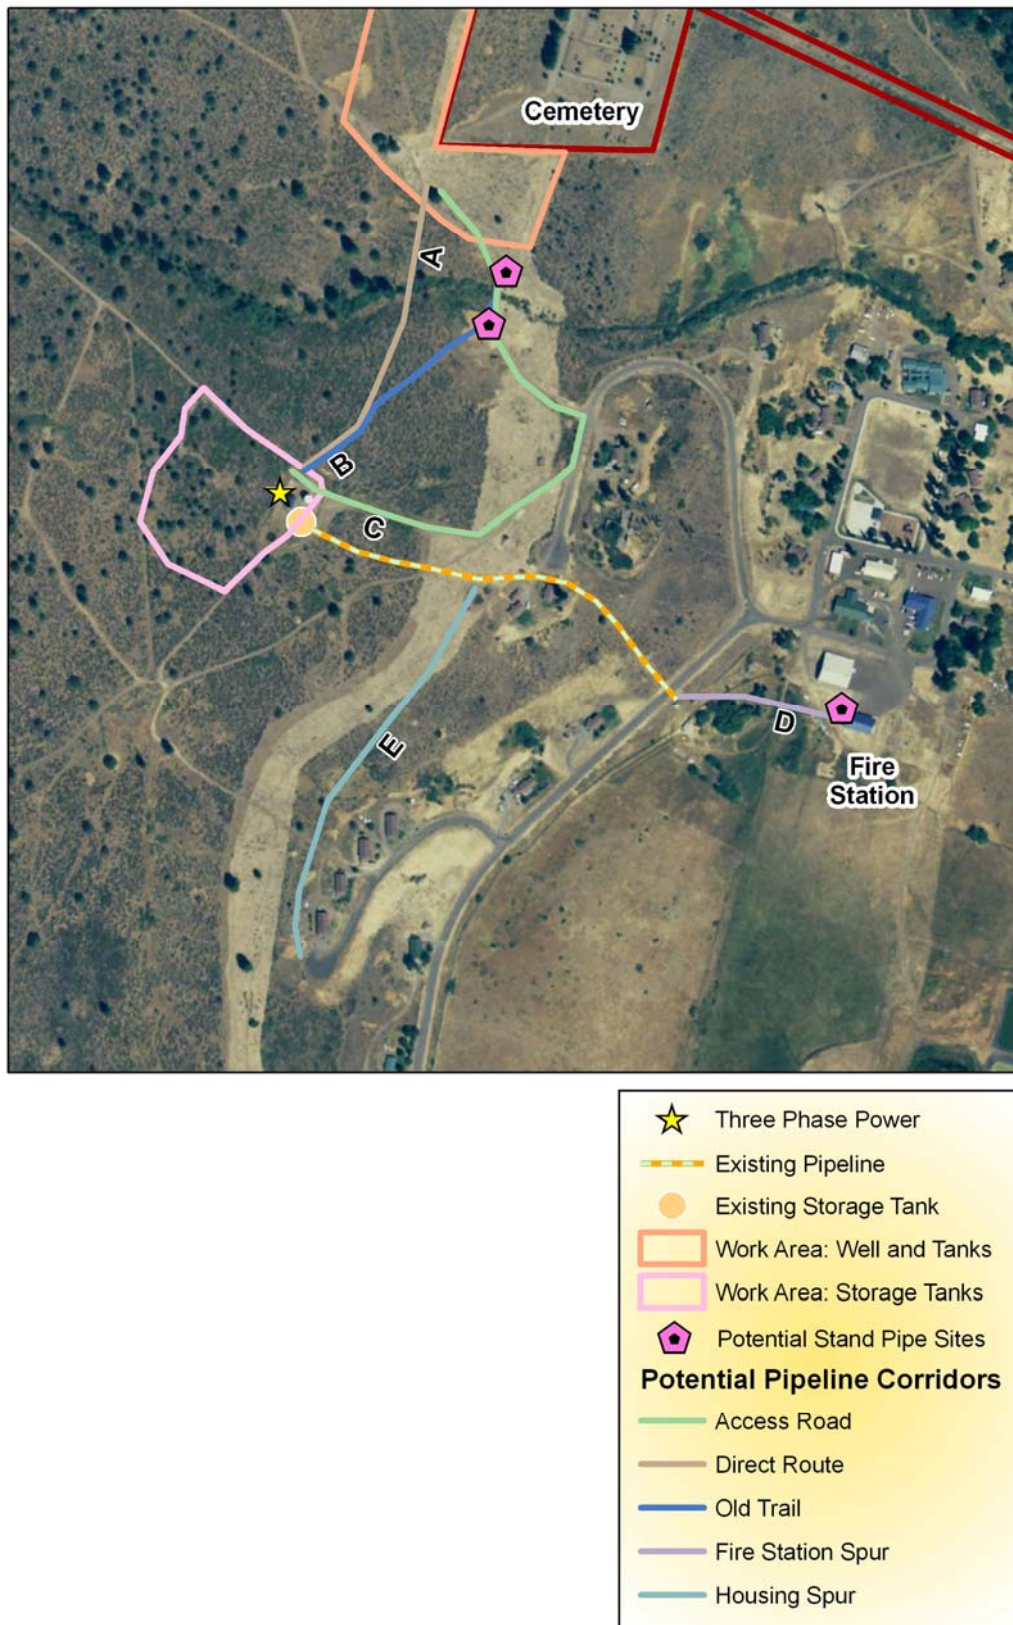 Cemetery
A
B
C
D
E
Fire
Station
Three Phase Power
Existing Pipeline
Existing Storage Tank
Work Area: Well and Tanks
Work Area: Storage Tanks
Potential Stand Pipe Sites
Potential Pipeline Corridors
Access Road
Direct Route
Old Trail
Fire Station Spur
Housing Spur